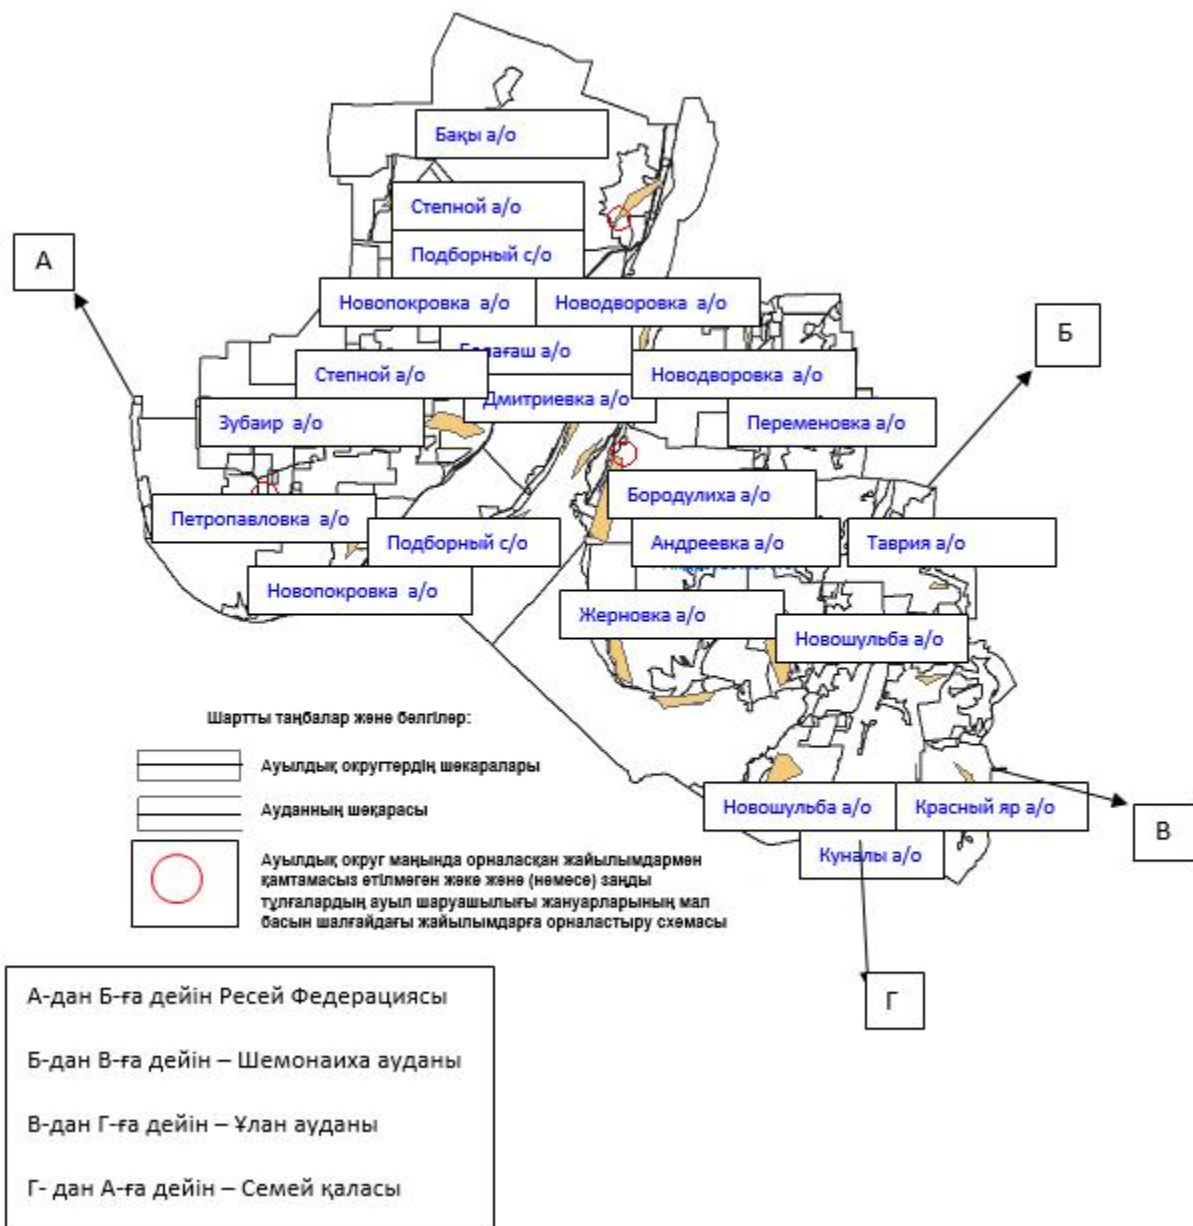 Бақы а/о
Степной а/о
Подборный с/о
А
Новопокровка а/о
Новодворовка а/о
Б
а/о
Степной а/о
Новодворовка а/о
Дмитриевка а/о
Зубаир а/о
Переменовка а/о
Бородулиха а/о
Петропавловка а/о
Подборный с/о
Андреевка а/о
Таврия а/о
Новопокровка а/о
Жерновка а/о
Новошульба а/о
Шартты таңбалар және белгілер:
Ауылдық округтердің шекаралары
Ауданның шекарасы
Новошульба а/о
Красный яр а/о
В
Куналы а/о
Ауылдық округ маңында орналасқан жайылымдармен
қамтамасыз етілмеген жеке және (немесе) заңды
тұлғалардың ауыл шаруашылығы жануарларының мал
басын шалғайдағы жайылымдарға орналастыру схемасы
Г
А-дан Б-ға дейін Ресей Федерациясы
Б-дан В-ға дейін – Шемонаиха ауданы
В-дан Г-ға дейін – Ұлан ауданы
Г- дан А-ға дейін – Семей қаласы